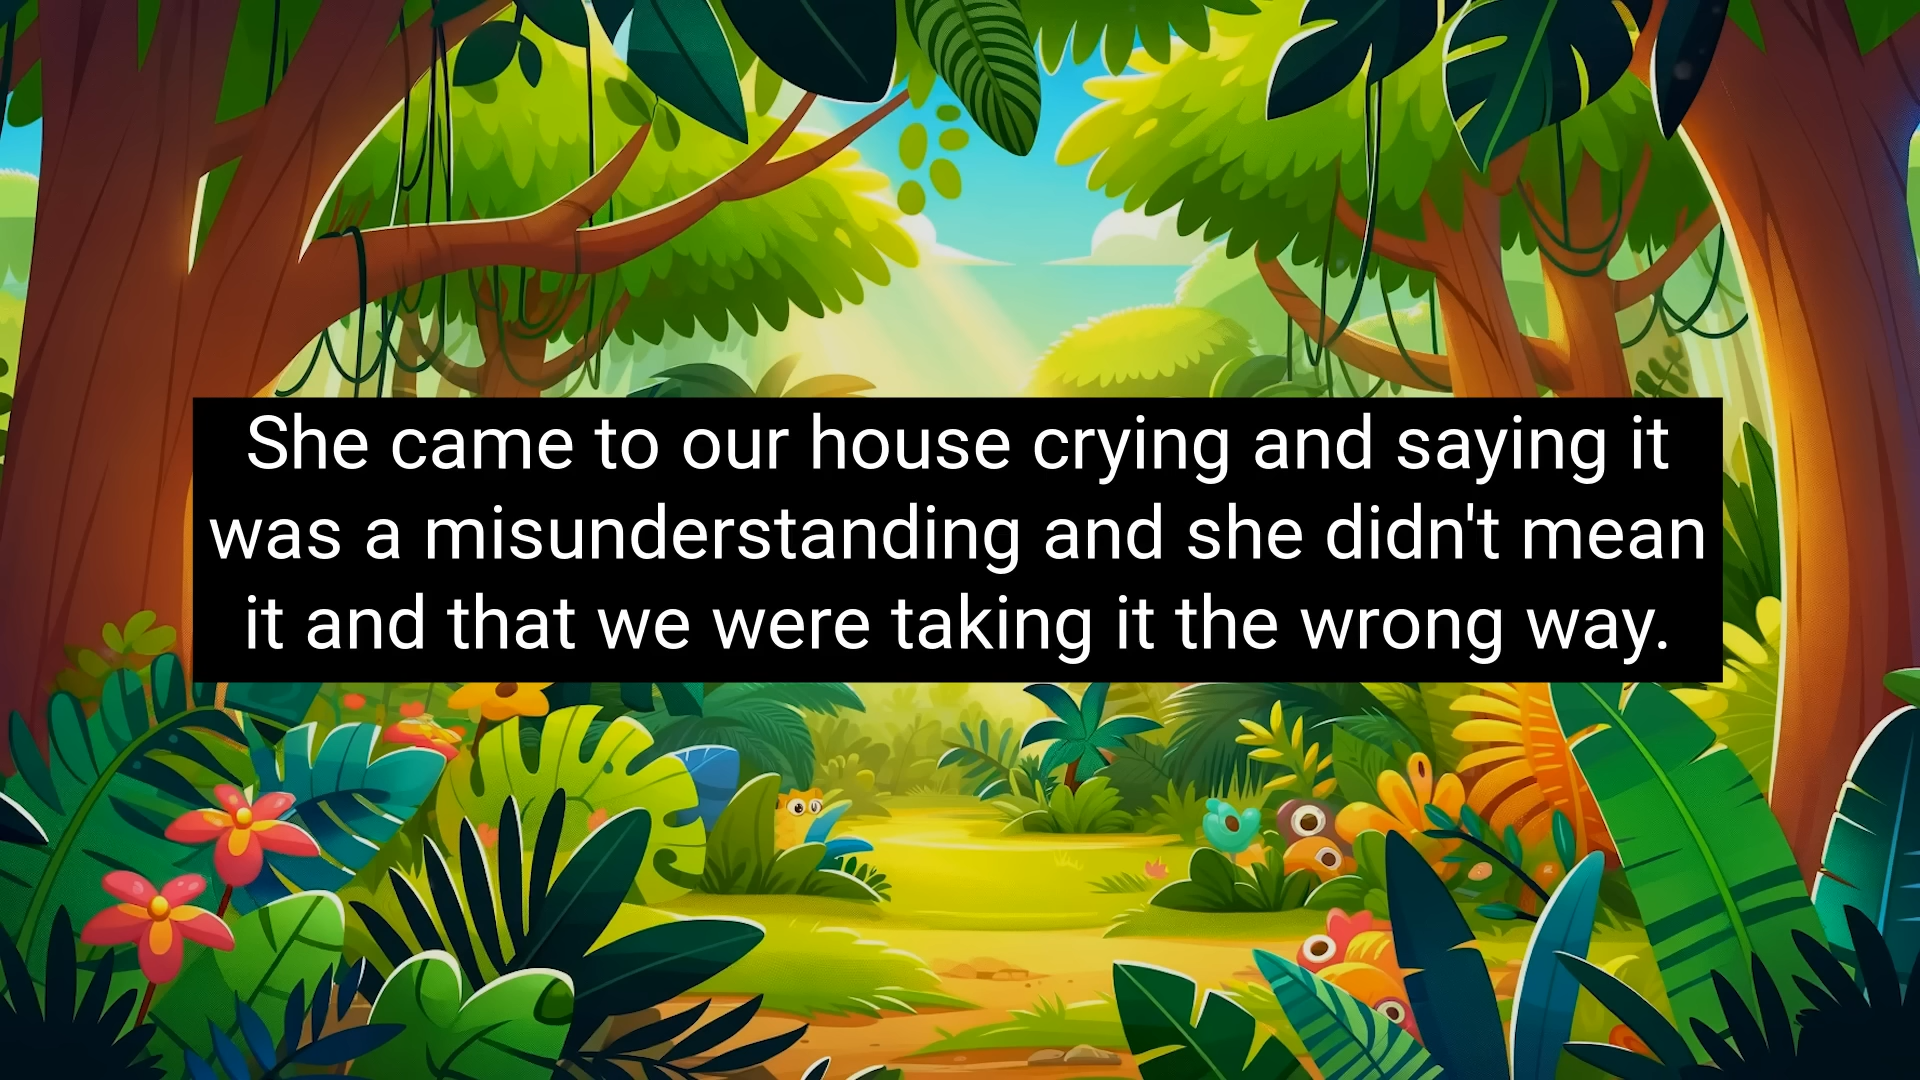 She came to our house crying and saying it
was a misunderstanding and she didn't mean
it and that we were taking it the wrong way.